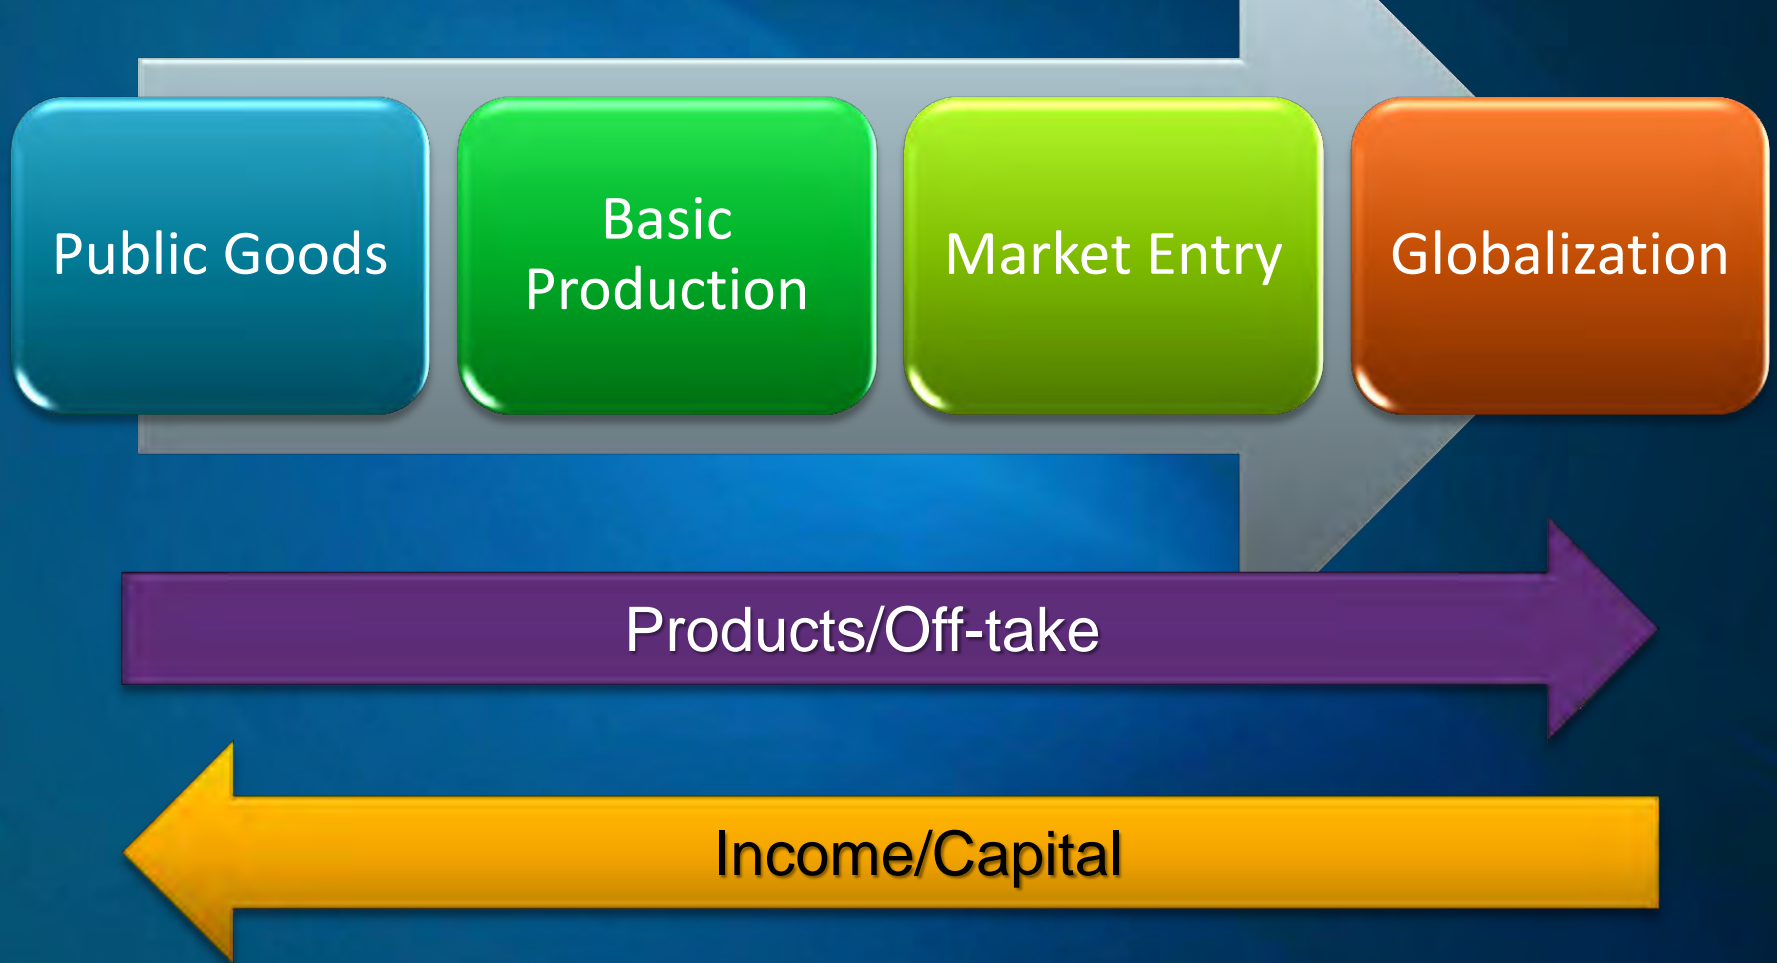 Public Goods
Basic
Production
Market Entry
Globalization
Products/Off-take
Income/Capital